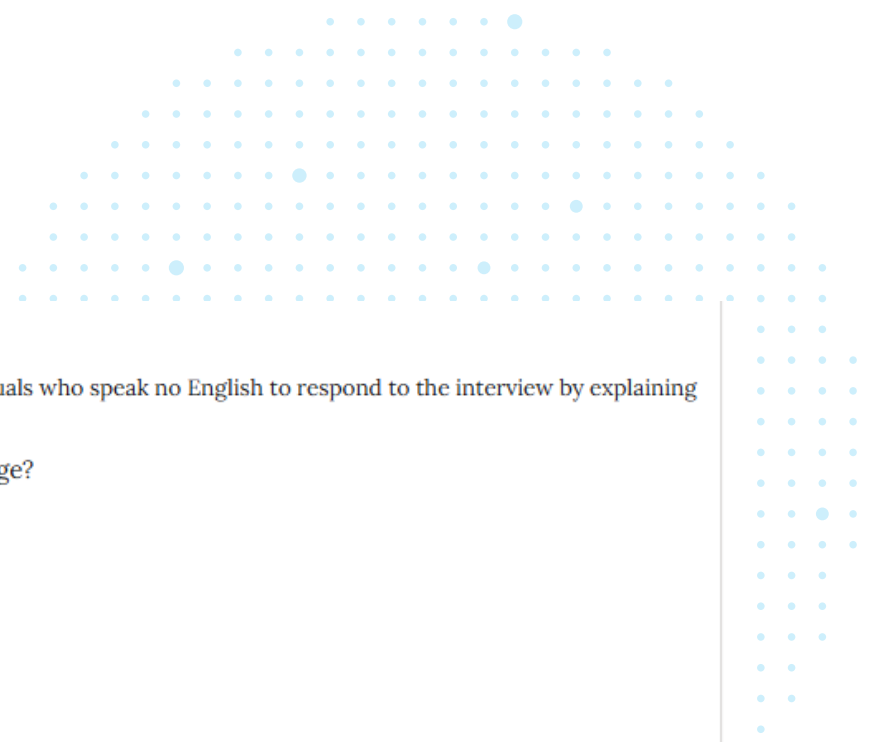 uals who speak no English to respond to the interview by explaining
ge?